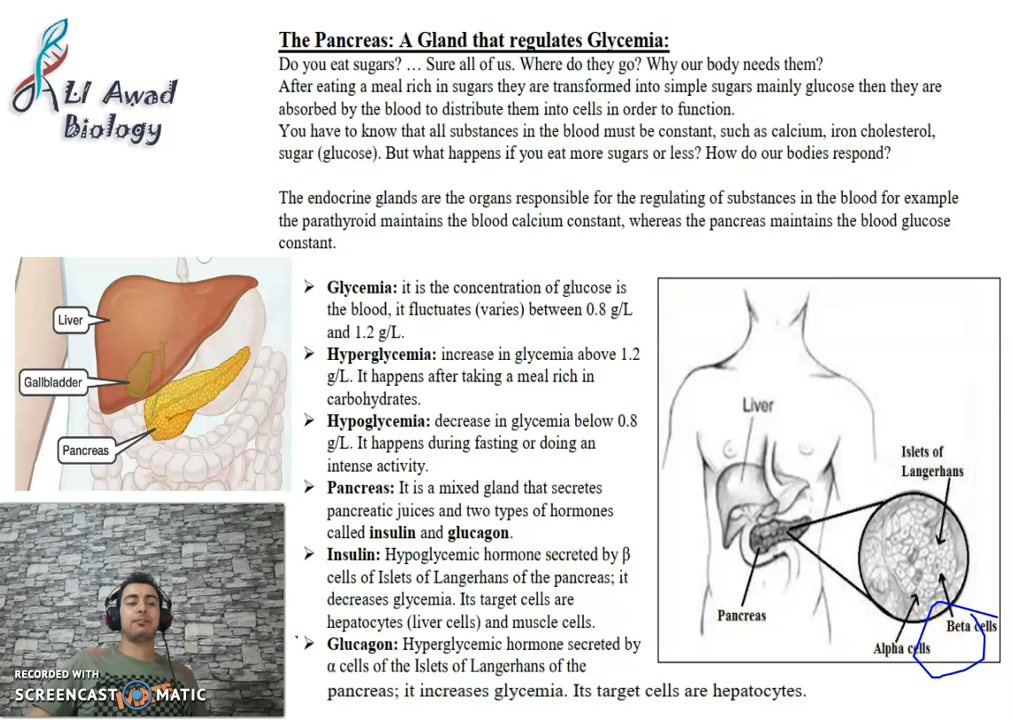 ALI Awad
Biology
The Pancreas: A Gland that regulates Glycemia:
Do you eat sugars? … Sure all of us. Where do they go? Why our body needs them?
After eating a meal rich in sugars they are transformed into simple sugars mainly glucose then they are
absorbed by the blood to distribute them into cells in order to function.
You have to know that all substances in the blood must be constant, such as calcium, iron cholesterol,
sugar (glucose). But what happens if you eat more sugars or less? How do our bodies respond?
The endocrine glands are the organs responsible for the regulating of substances in the blood for example
the parathyroid maintains the blood calcium constant, whereas the pancreas maintains the blood glucose
constant.
Liver
Gallbladder
Pancreas
➢ Glycemia: it is the concentration of glucose is
the blood, it fluctuates (varies) between 0.8 g/L
and 1.2 g/L.
➢ Hyperglycemia: increase in glycemia above 1.2
g/L. It happens after taking a meal rich in
carbohydrates.
➢ Hypoglycemia: decrease in glycemia below 0.8
g/L. It happens during fasting or doing an
intense activity.
➢ Pancreas: It is a mixed gland that secretes
pancreatic juices and two types of hormones
called insulin and glucagon.
➢ Insulin: Hypoglycemic hormone secreted by β
cells of Islets of Langerhans of the pancreas; it
decreases glycemia. Its target cells are
hepatocytes (liver cells) and muscle cells.
➢ Glucagon: Hyperglycemic hormone secreted by
α cells of the Islets of Langerhans of the
pancreas; it increases glycemia. Its target cells are hepatocytes.
Liver
Islets of
Langerhans
Pancreas
Beta cells
Alpha cells
RECORDED WITH
SCREENCAST MATIC